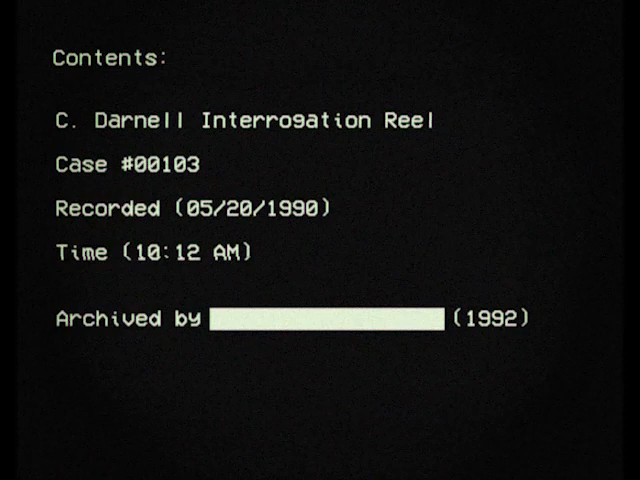 Contents:
C. Darnell Interrogation Reel
Case #00103
Recorded (05/20/1990)
Time (10:12 AM)
Archived by (1992)